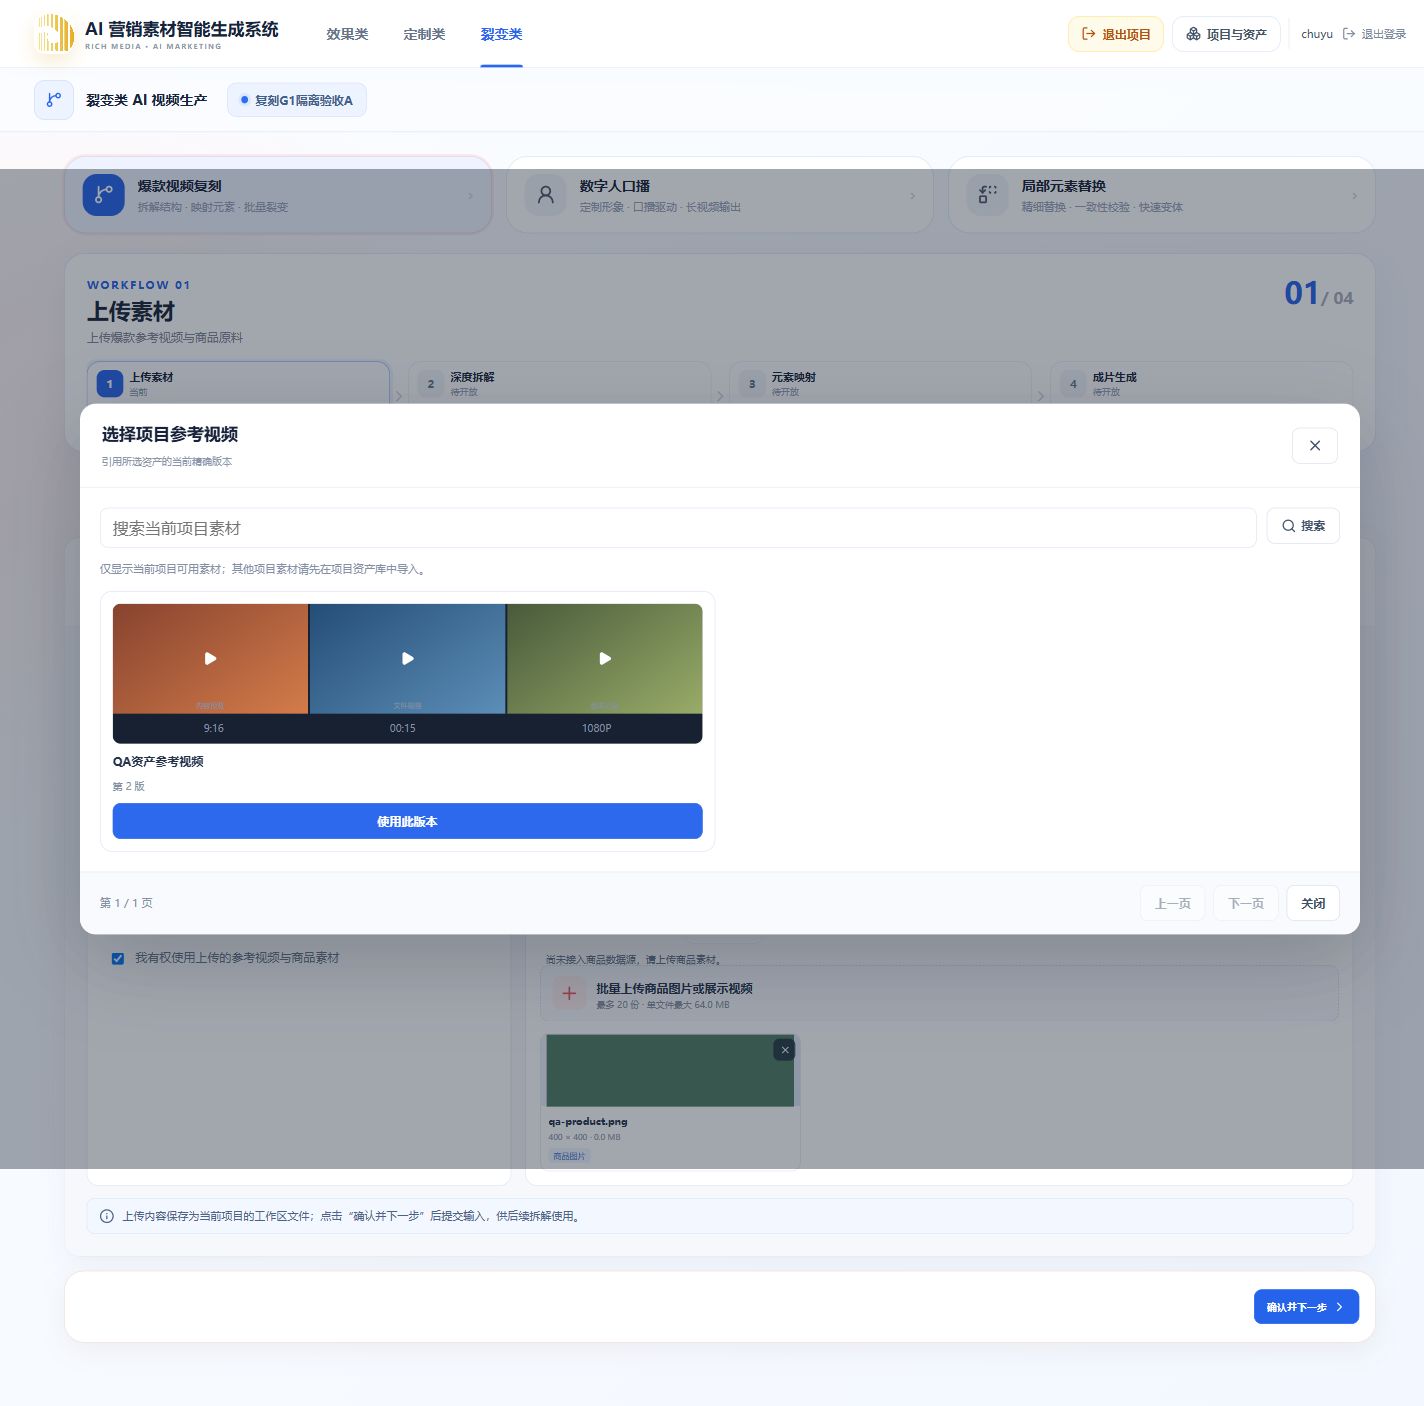 AI 营销素材智能生成系统
RICH MEDIA • AI MARKETING
效果类
定制类
裂变类
退出项目
项目与资产
chuyu
退出登录
裂变类 AI 视频生产
复刻G1隔离验收A
爆款视频复刻
拆解结构 · 映射元素 · 批量裂变
数字人口播
定制形象 · 口播驱动 · 长视频输出
局部元素替换
精细替换 · 一致性校验 · 快速变体
WORKFLOW 01
上传素材
上传爆款参考视频与商品原料
01 / 04
1
上传素材
当前
2
深度拆解
待开放
3
元素映射
待开放
4
成片生成
待开放
选择项目参考视频
引用所选资产的当前精确版本
搜索当前项目素材
搜索
仅显示当前项目可用素材；其他项目素材请先在项目资产库中导入。
9:16
00:15
1080P
QA资产参考视频
第 2 版
使用此版本
第 1 / 1 页
上一页
下一页
关闭
我有权使用上传的参考视频与商品素材
尚未接入商品数据源，请上传商品素材。
批量上传商品图片或展示视频
最多 20 份 · 单文件最大 64.0 MB
qa-product.png
400 × 400 · 0.0 MB
商品图片
上传内容保存为当前项目的工作区文件；点击“确认并下一步”后提交输入，供后续拆解使用。
确认并下一步